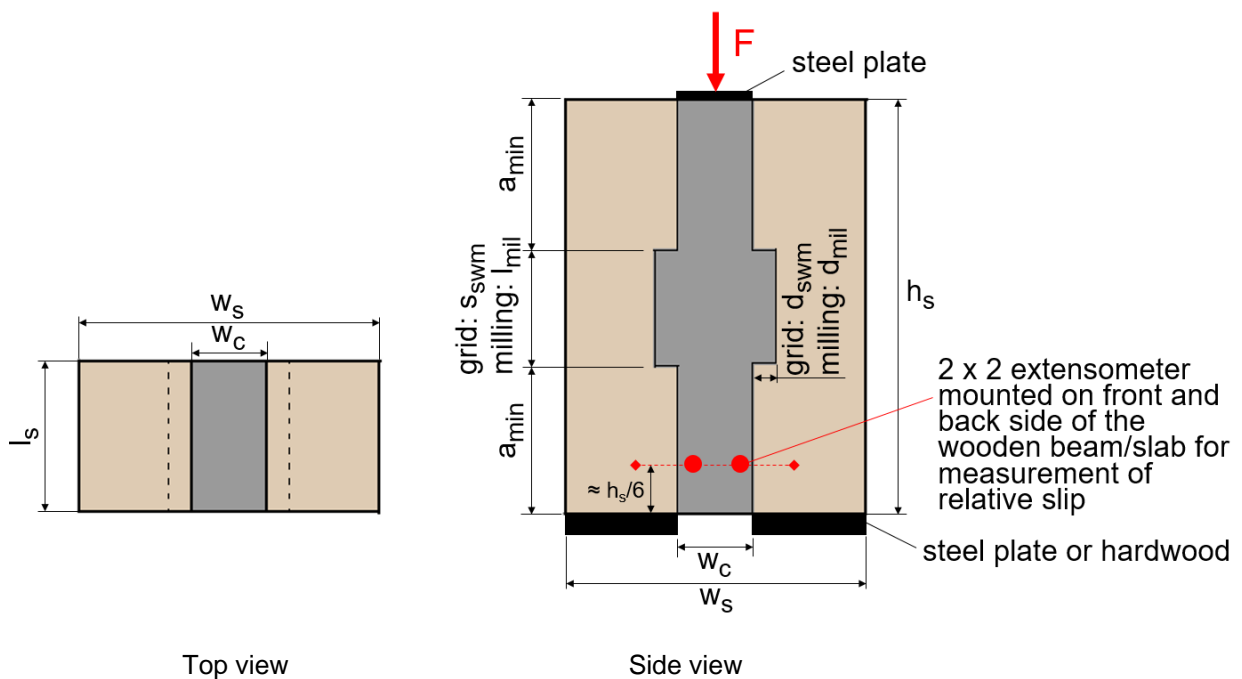 F
steel plate
a_min
grid: s_swm
milling: l_mil
grid: d_swm
milling: d_mil
h_s
w_s
w_c
l_s
2 x 2 extensometer
mounted on front and
back side of the
wooden beam/slab for
measurement of
relative slip
a_min
≈ h_s/6
steel plate or hardwood
w_c
w_s
Top view
Side view